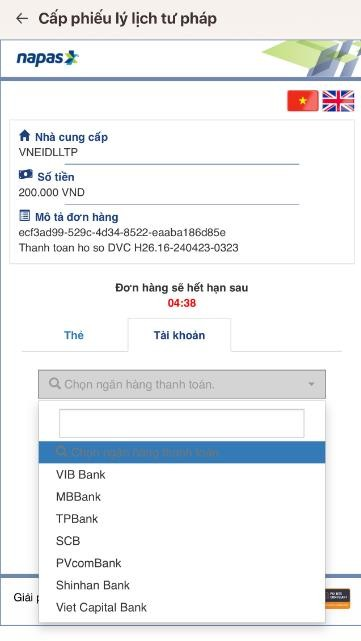 Cấp phiếu lý lịch tư pháp
napas
Nhà cung cấp
VNEIDLLTP
Số tiền
200.000 VND
Mô tả đơn hàng
ecf3ad99-529c-4d34-8522-eaaba186d85e
Thanh toan ho so DVC H26.16-240423-0323
Đơn hàng sẽ hết hạn sau
04:38
Thẻ
Tài khoản
Chọn ngân hàng thanh toán.
Chọn ngân hàng thanh toán.
VIB Bank
MBBank
TPBank
SCB
PVcomBank
Shinhan Bank
Viet Capital Bank
Giải